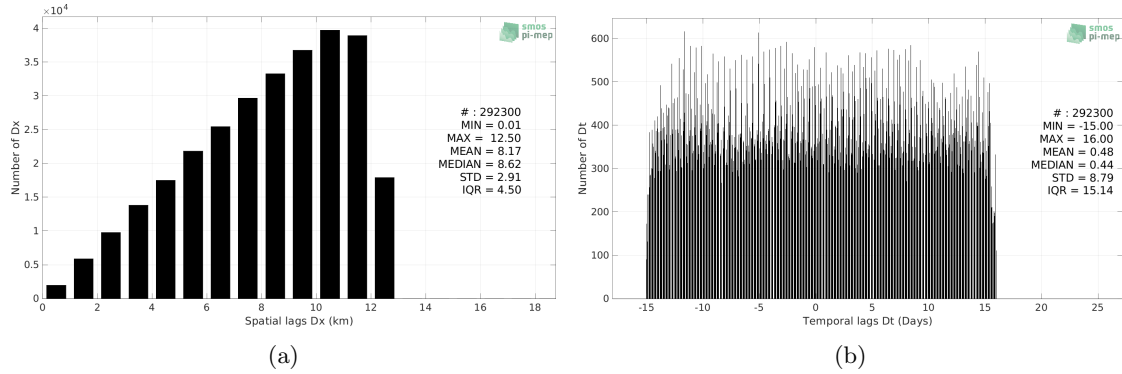 ×10⁴
4
3.5
3
2.5
2
1.5
1
0.5
0
0 2 4 6 8 10 12 14 16 18
Number of Dx
Spatial lags Dx (km)
smos
pi-mep
# : 292300
MIN = 0.01
MAX = 12.50
MEAN = 8.17
MEDIAN = 8.62
STD = 2.91
IQR = 4.50
(a)
600
500
400
300
200
100
0
-15 -10 -5 0 5 10 15 20 25
Number of Dt
Temporal lags Dt (Days)
smos
pi-mep
# : 292300
MIN = -15.00
MAX = 16.00
MEAN = 0.48
MEDIAN = 0.44
STD = 8.79
IQR = 15.14
(b)